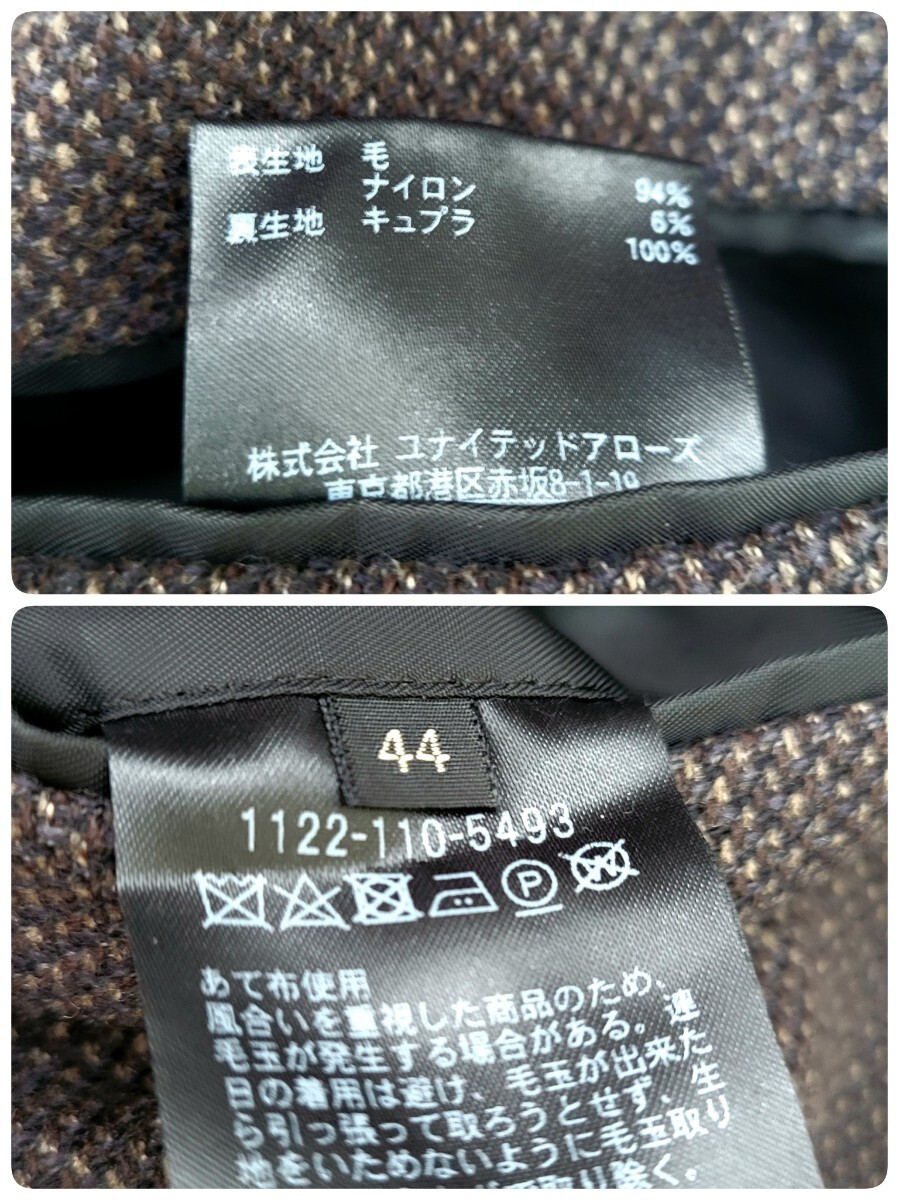 表生地 毛 94%
ナイロン 6%
裏生地 キュプラ 100%
株式会社 ユナイテッドアローズ
東京都港区赤坂8-1-19
44
1122-110-5493
P
W
あて布使用
風合いを重視した商品のため、
毛玉が発生する場合がある。連
日の着用は避け、毛玉が出来た
ら引っ張って取ろうとせず、生
地をいためないように毛玉取り
で取り除く。